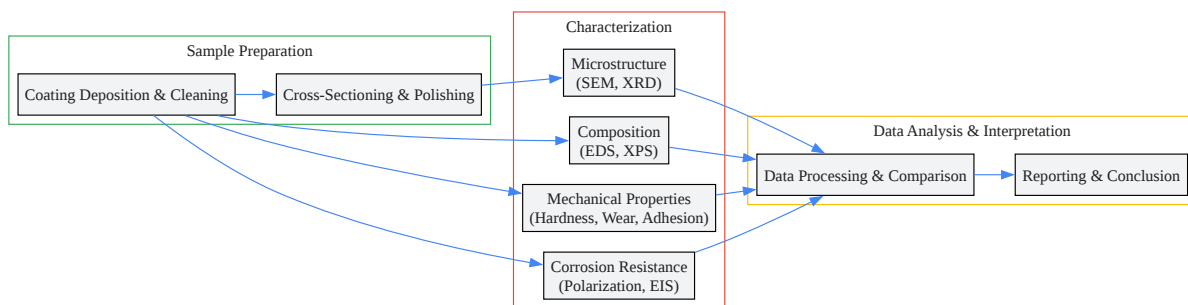 Sample Preparation
Coating Deposition & Cleaning
Cross-Sectioning & Polishing
Characterization
Microstructure
(SEM, XRD)
Composition
(EDS, XPS)
Mechanical Properties
(Hardness, Wear, Adhesion)
Corrosion Resistance
(Polarization, EIS)
Data Analysis & Interpretation
Data Processing & Comparison
Reporting & Conclusion